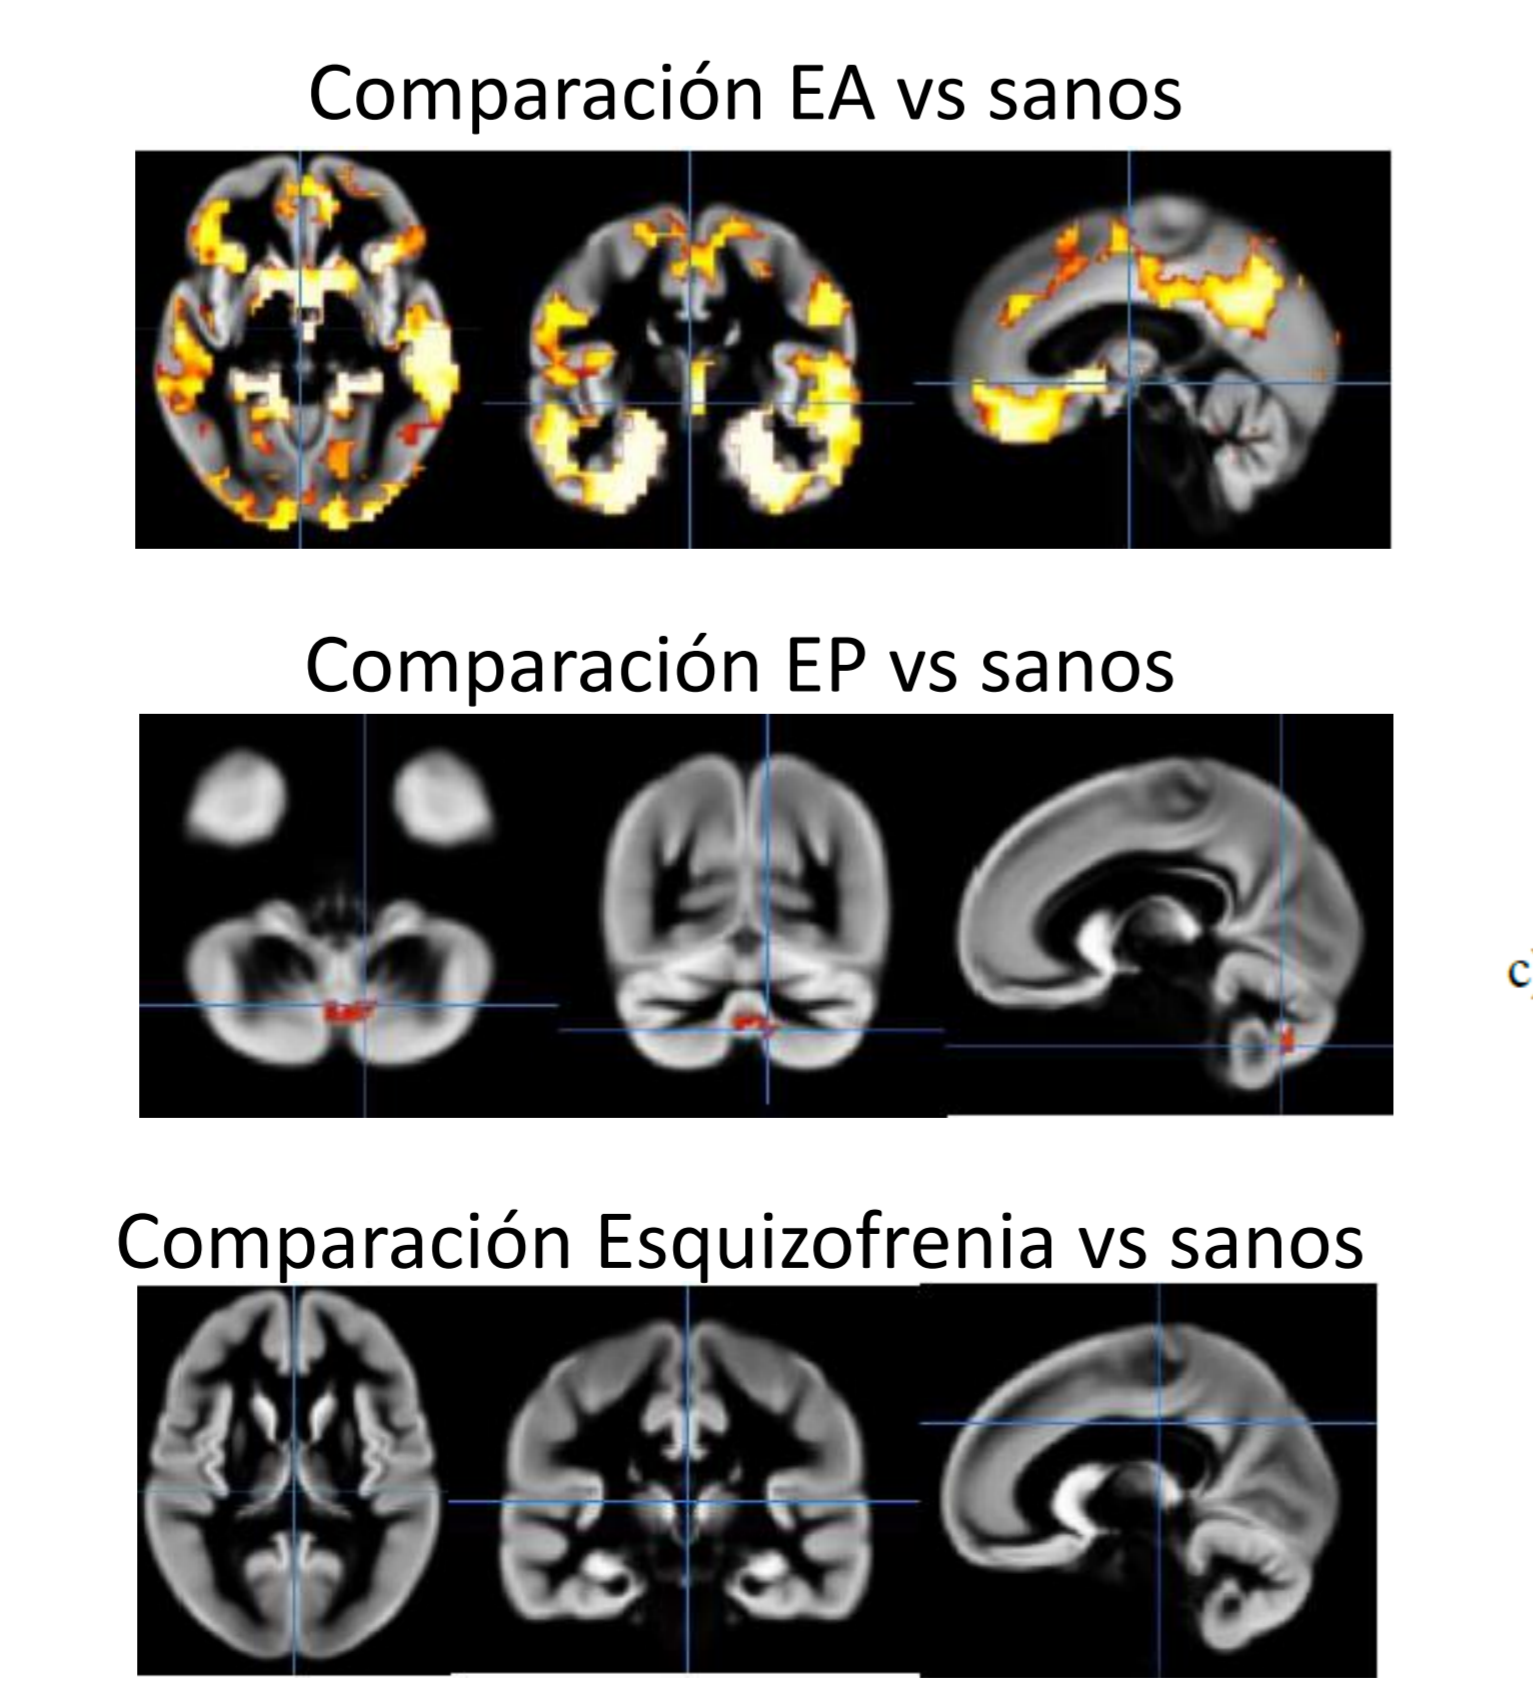 Comparación EA vs sanos
Comparación EP vs sanos
c)
Comparación Esquizofrenia vs sanos